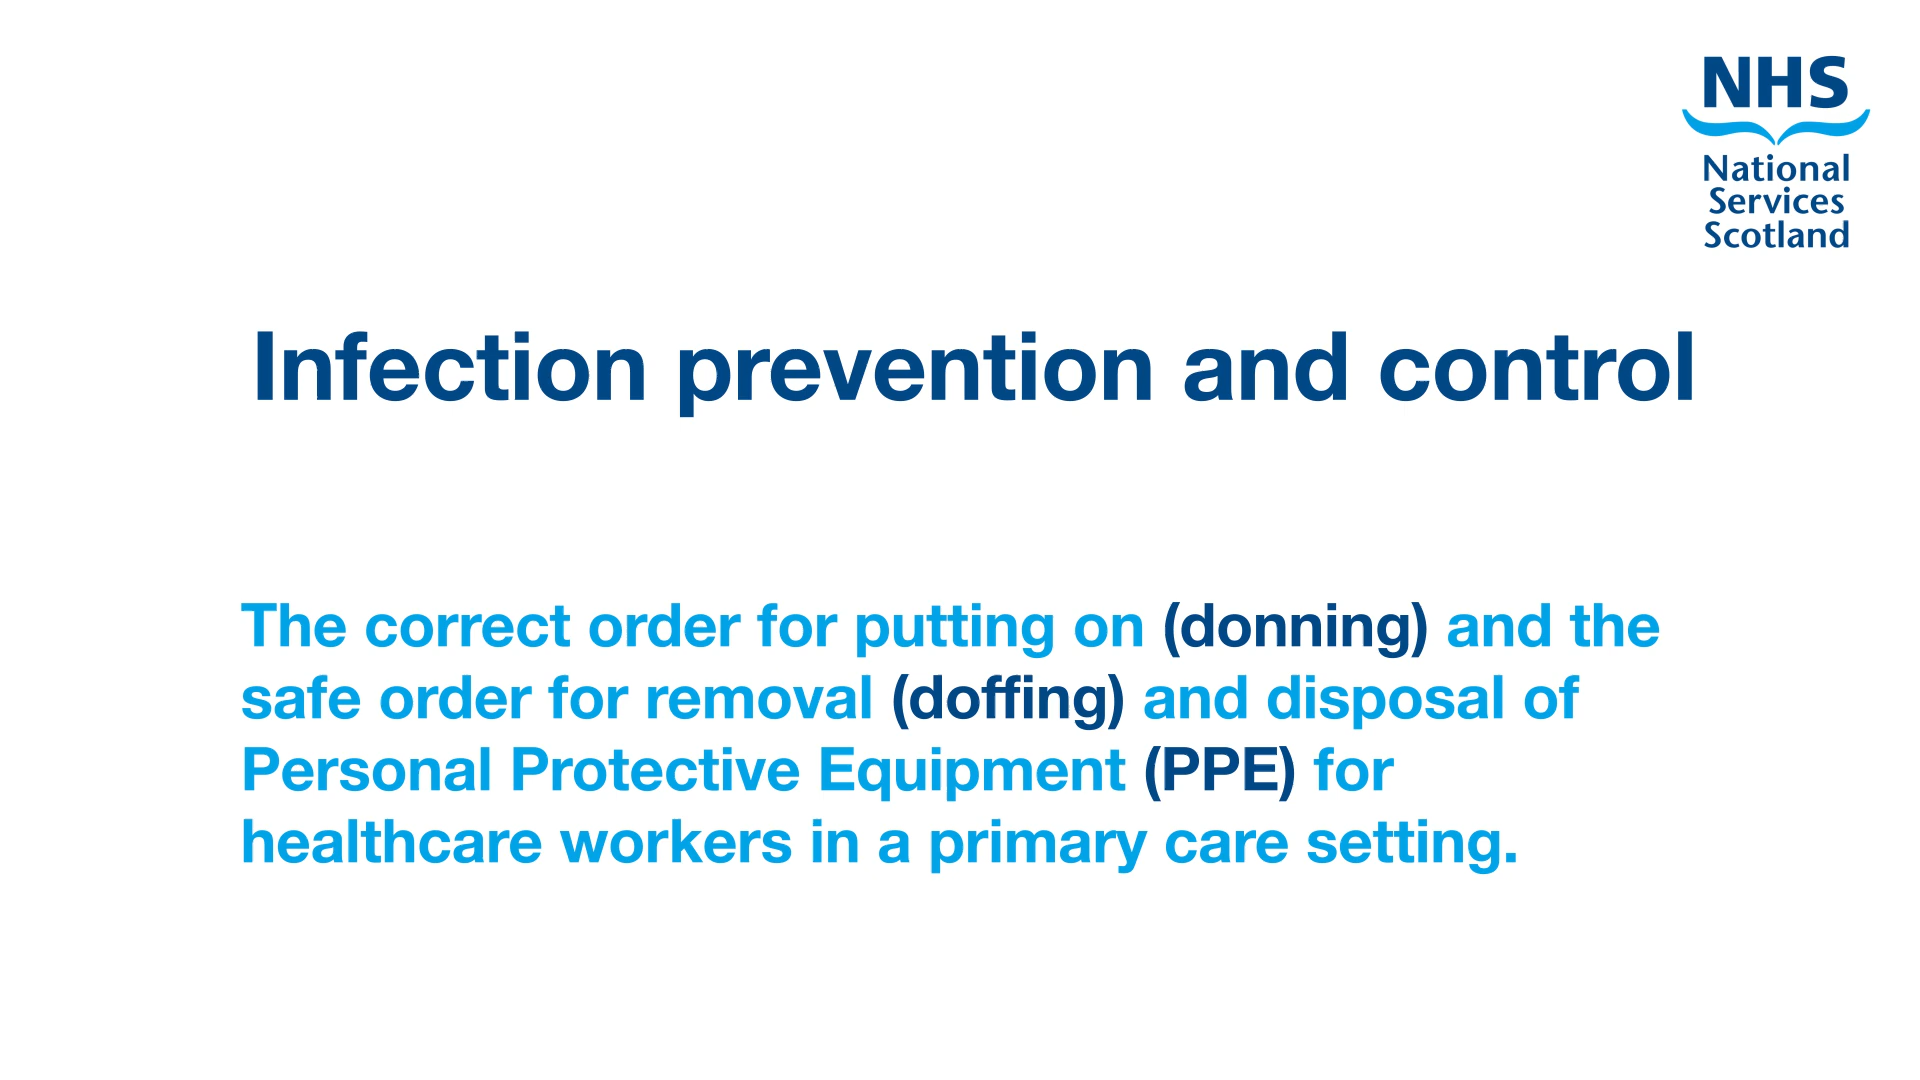 NHS
National
Services
Scotland
Infection prevention and control
The correct order for putting on (donning) and the
safe order for removal (doffing) and disposal of
Personal Protective Equipment (PPE) for
healthcare workers in a primary care setting.